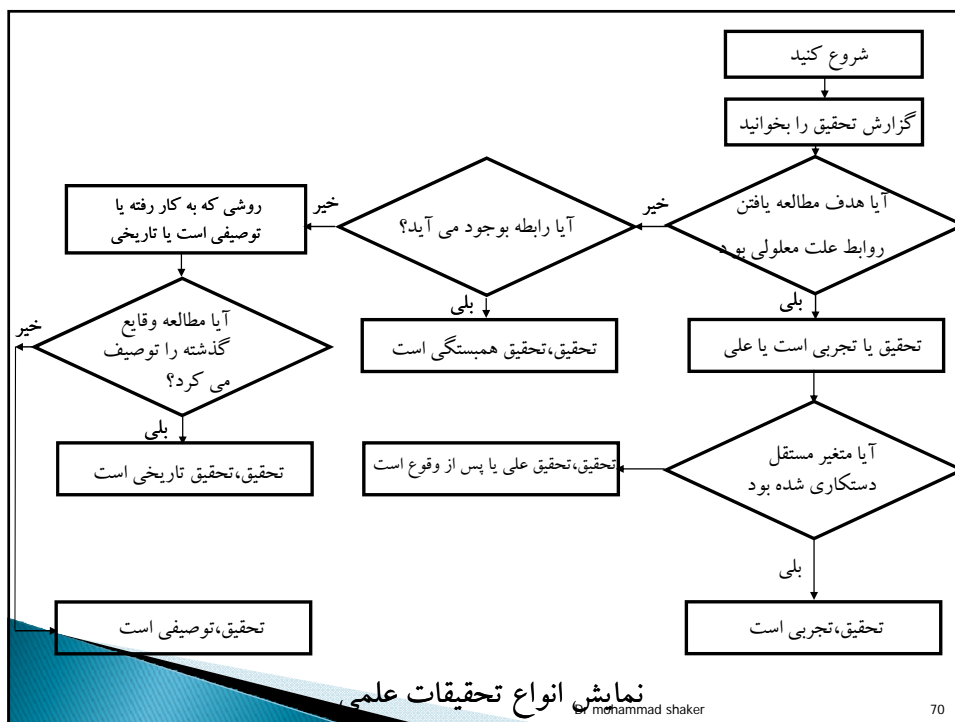 شروع کنید
گزارش تحقیق را بخوانید
آیا هدف مطالعه یافتن
روابط علت معلولی بود
خیر
بلی
تحقیق یا تجربی است یا علی
آیا متغیر مستقل
دستکاری شده بود
بلی
تحقیق،تجربی است
تحقیق،تحقیق علی یا پس از وقوع است
آیا رابطه بوجود می آید؟
خیر
بلی
تحقیق،تحقیق همبستگی است
روشی که به کار رفته یا
توصیفی است یا تاریخی
آیا مطالعه وقایع
گذشته را توصیف
می کرد؟
خیر
بلی
تحقیق،تحقیق تاریخی است
تحقیق،توصیفی است
نمایش انواع تحقیقات علمی
Dr mohammad shaker
70